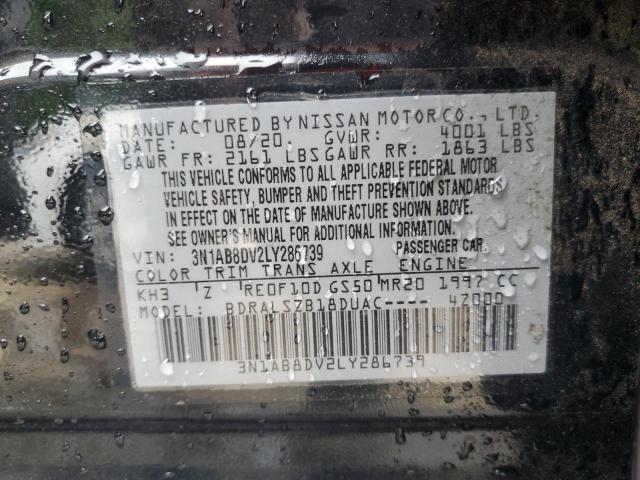 MANUFACTURED BY NISSAN MOTOR CO., LTD.
DATE: 08/20 GVWR: 4001 LBS
GAWR FR: 2161 LBS GAWR RR: 1863 LBS
THIS VEHICLE CONFORMS TO ALL APPLICABLE FEDERAL MOTOR
VEHICLE SAFETY, BUMPER AND THEFT PREVENTION STANDARDS
IN EFFECT ON THE DATE OF MANUFACTURE SHOWN ABOVE.
SEE OWNER'S MANUAL FOR ADDITIONAL INFORMATION.
VIN: 3N1AB8DV2LY286739 PASSENGER CAR
COLOR TRIM TRANS AXLE ENGINE
KH3 Z RE0F10D GS50 MR20 1997 CC
MODEL: BDRALSZB18DUAC---- 4Z000
3N1AB8DV2LY286739